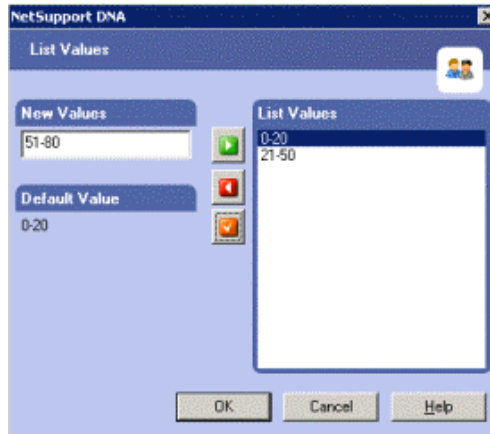 NetSupport DNA
List Values
New Values
51-80
Default Value
0-20
List Values
0-20
21-50
OK
Cancel
Help